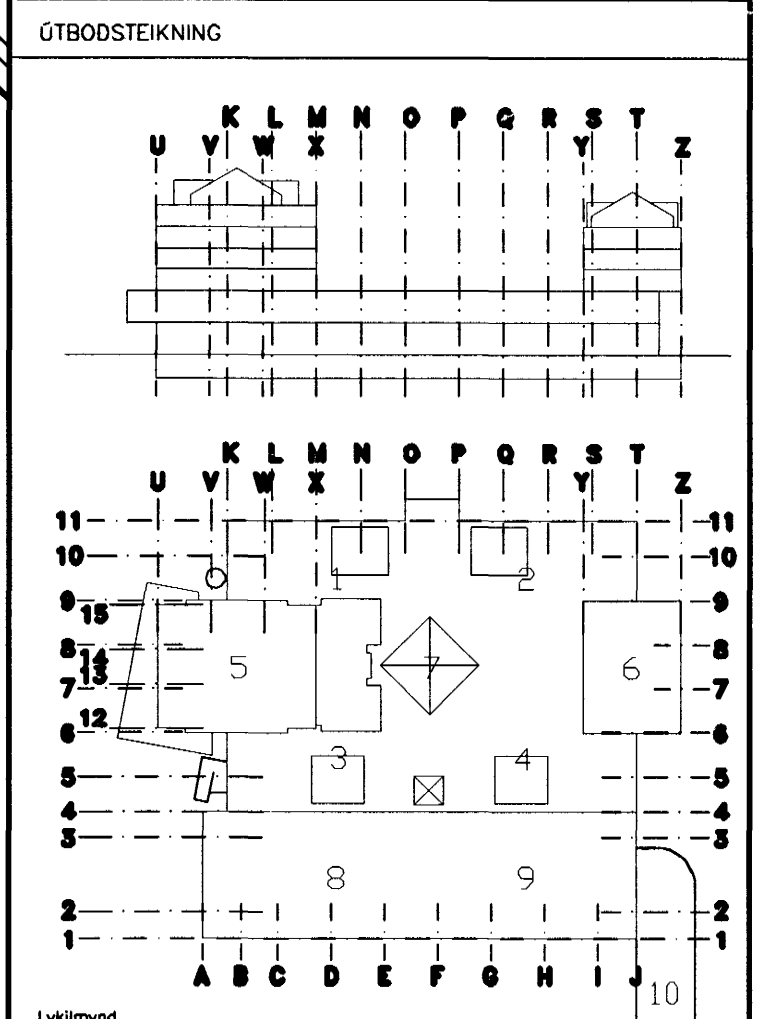 ÚTBODSTEIKNING
K L M N O P Q R S T
U V W X Y Z
K L M N O P Q R S T
U V W X Y Z
11 11
10 10
1 2
9 9
15
8 8
14
5 7 6
13
7 7
12
6 6
3 4
5 5
4 4
3 3
8 9
2 2
1 1
A B C D E F G H I J
10
Lykilmynd